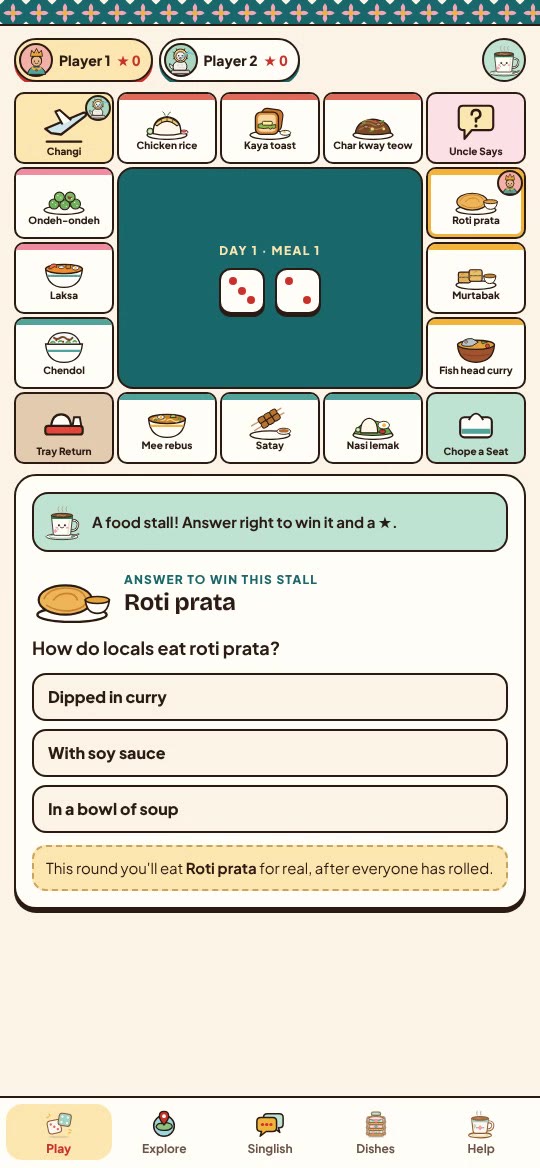 Player 1 ★ 0
Player 2 ★ 0
Changi
Chicken rice
Kaya toast
Char kway teow
?
Uncle Says
Ondeh-ondeh
Roti prata
Laksa
DAY 1 · MEAL 1
Murtabak
Chendol
Fish head curry
Tray Return
Mee rebus
Satay
Nasi lemak
Chope a Seat
A food stall! Answer right to win it and a ★.
ANSWER TO WIN THIS STALL
Roti prata
How do locals eat roti prata?
Dipped in curry
With soy sauce
In a bowl of soup
This round you'll eat Roti prata for real, after everyone has rolled.
Play
Explore
Singlish
Dishes
Help